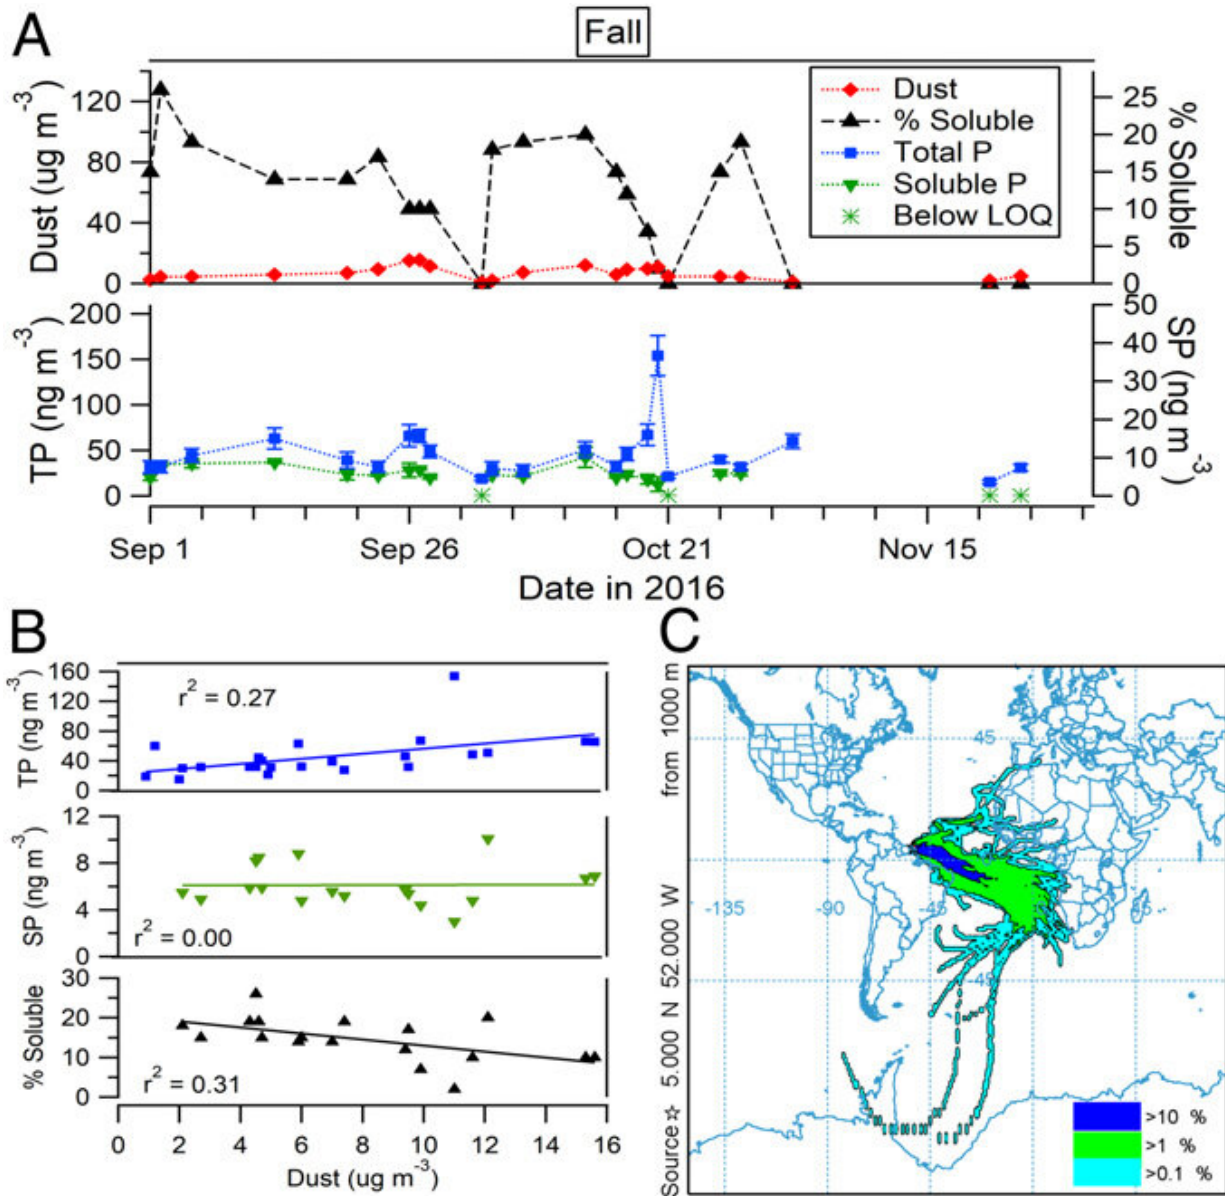 A
Fall
Dust (ug m-3)
120
80
40
0
Dust
% Soluble
Total P
Soluble P
Below LOQ
25
20
15
10
5
0
% Soluble
TP (ng m-3)
200
150
100
50
0
50
40
30
20
10
0
SP (ng m-3)
Sep 1 Sep 26 Oct 21 Nov 15
Date in 2016
B
TP (ng m-3)
160
120
80
40
0
r2 = 0.27
SP (ng m-3)
12
8
4
0
r2 = 0.00
% Soluble
30
20
10
0
r2 = 0.31
0 2 4 6 8 10 12 14 16
Dust (ug m-3)
C
Source ☆ 5.000 N 52.000 W from 1000 m
45
-135 -90 -45
>10 %
>1 %
>0.1 %